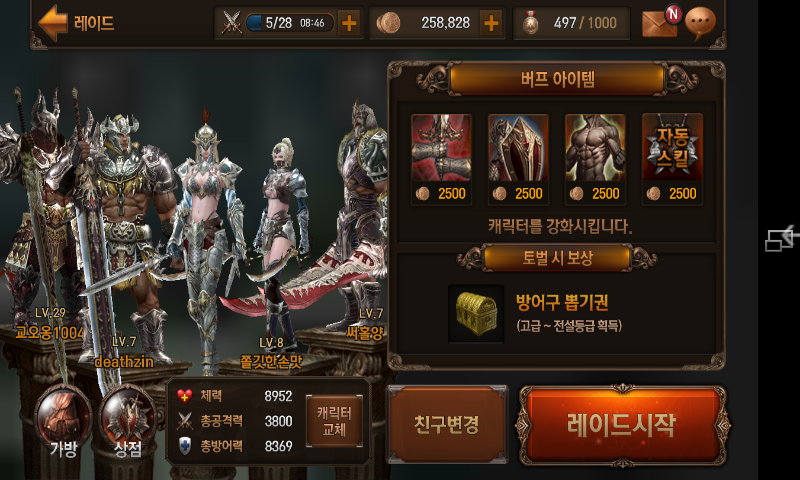 레이드
5/28 08:46
258,828
497/1000
N
버프 아이템
자동
스킬
2500
2500
2500
2500
캐릭터를 강화시킵니다.
토벌 시 보상
방어구 뽑기권
(고급 ~ 전설등급 획득)
LV.29
교오옹1004
LV.7
deathzin
LV.8
쫄깃한손맛
LV.7
써홀양
가방
상점
체력 8952
총공격력 3800
총방어력 8369
캐릭터
교체
친구변경
레이드시작